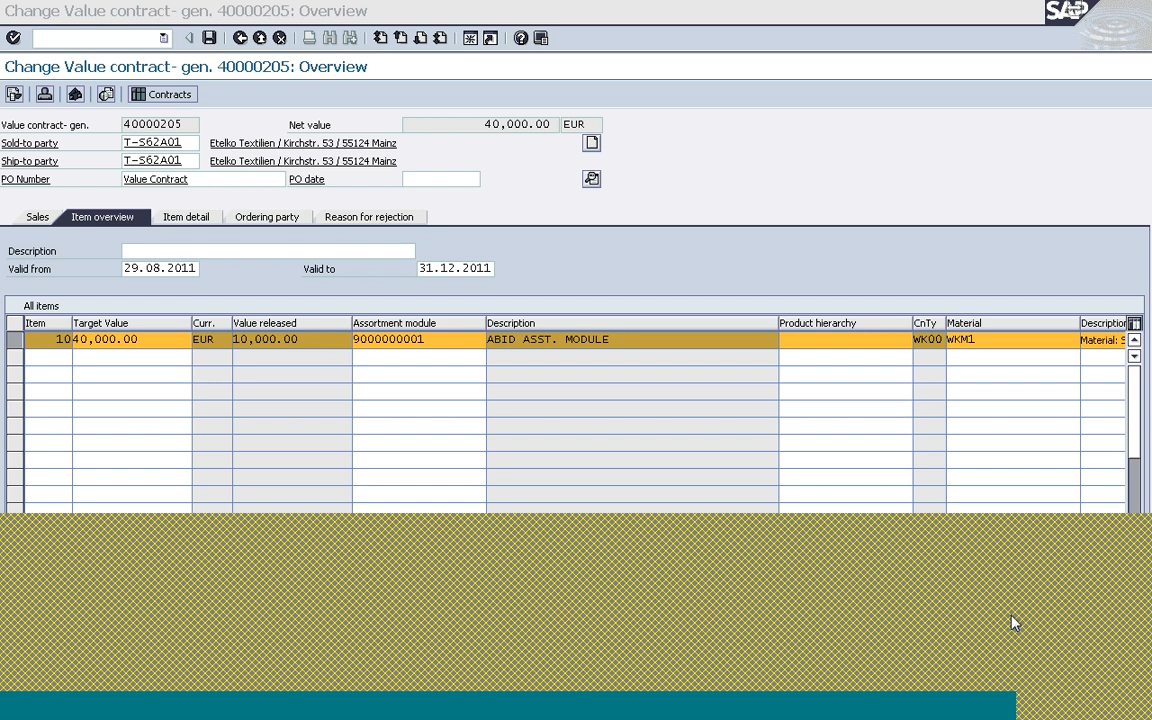 Change Value contract- gen. 40000205: Overview
SAP
Change Value contract- gen. 40000205: Overview
Contracts
Value contract- gen. 40000205 Net value 40,000.00 EUR
Sold-to party T-S62A01 Etelko Textilien / Kirchstr. 53 / 55124 Mainz
Ship-to party T-S62A01 Etelko Textilien / Kirchstr. 53 / 55124 Mainz
PO Number Value Contract PO date
Sales Item overview Item detail Ordering party Reason for rejection
Description
Valid from 29.08.2011 Valid to 31.12.2011
All items
Item Target Value Curr. Value released Assortment module Description Product hierarchy CnTy Material Description
10 40,000.00 EUR 10,000.00 9000000001 ABID ASST. MODULE WK00 WKM1 Material: S